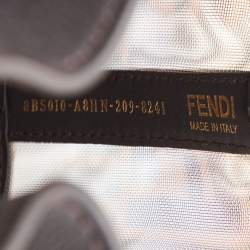 8BS010-A8HN-209-8241
FENDI
MADE IN ITALY